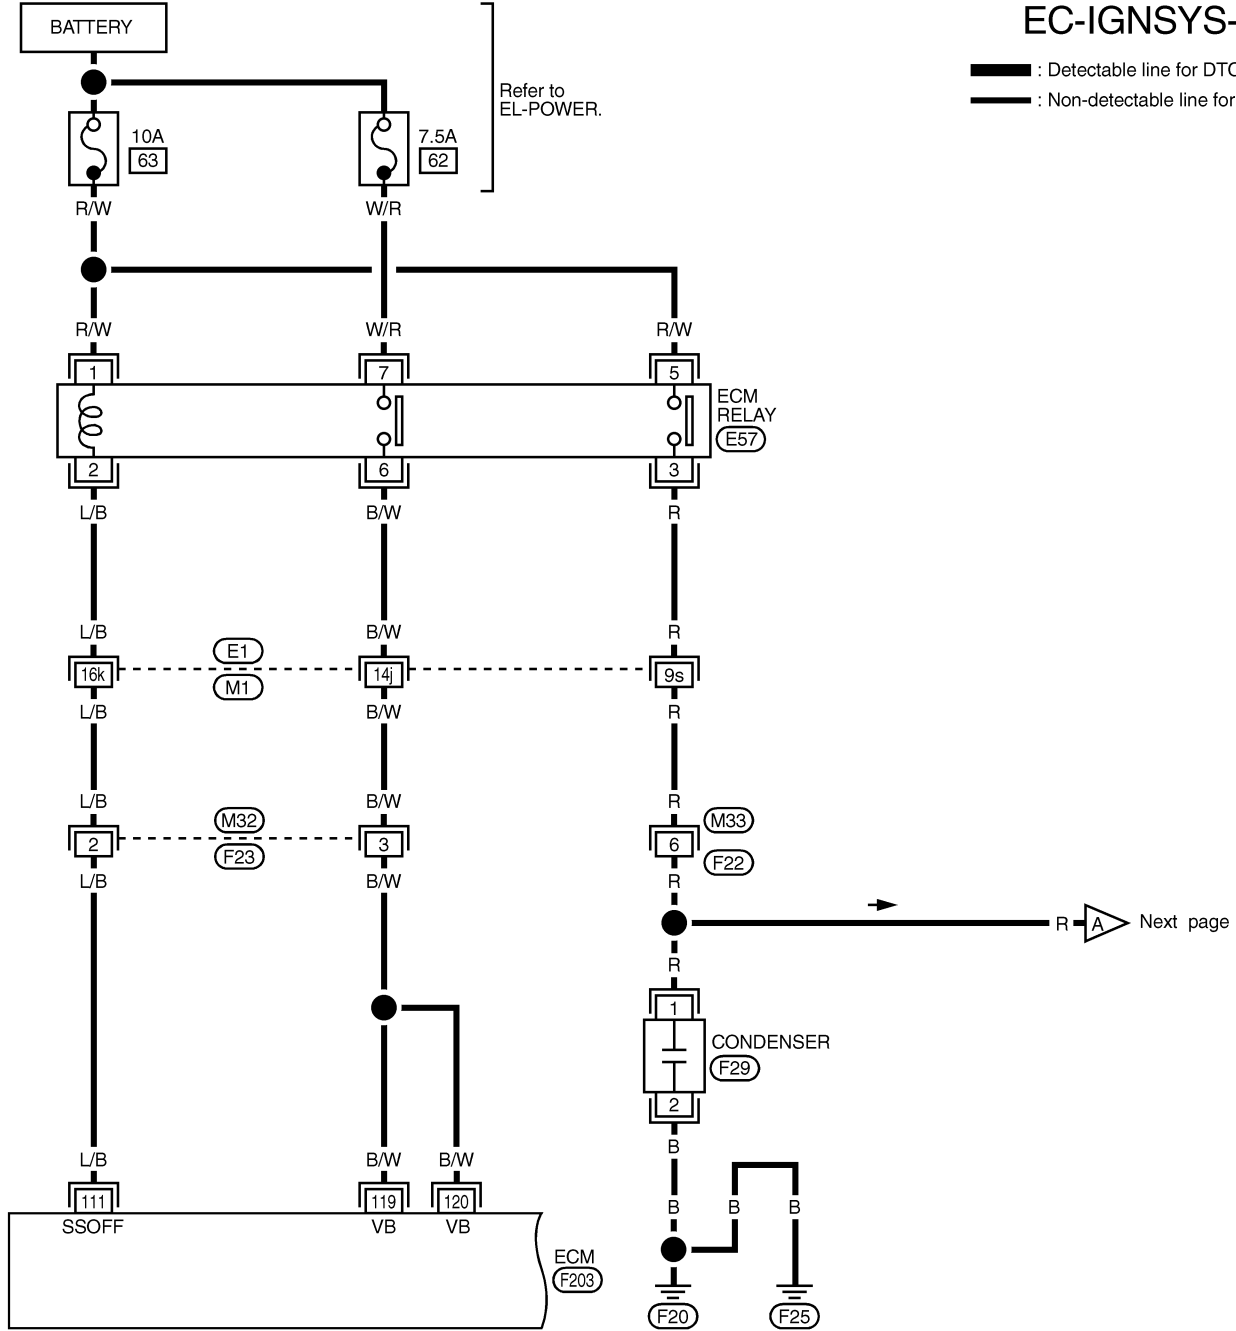 BATTERY
EC-IGNSYS-
: Detectable line for DTC
: Non-detectable line for
Refer to
EL-POWER.
10A
63
7.5A
62
R/W
W/R
R/W
W/R
R/W
1
7
5
ECM
RELAY
E57
2
6
3
L/B
B/W
R
L/B
B/W
R
E1
16k
14j
9s
M1
L/B
B/W
R
L/B
B/W
R
M32
M33
2
3
6
F23
F22
L/B
B/W
R
R
A
Next page
R
1
CONDENSER
F29
2
B
L/B
B/W
B/W
111
119
120
B
B
B
SSOFF
VB
VB
ECM
F203
F20
F25